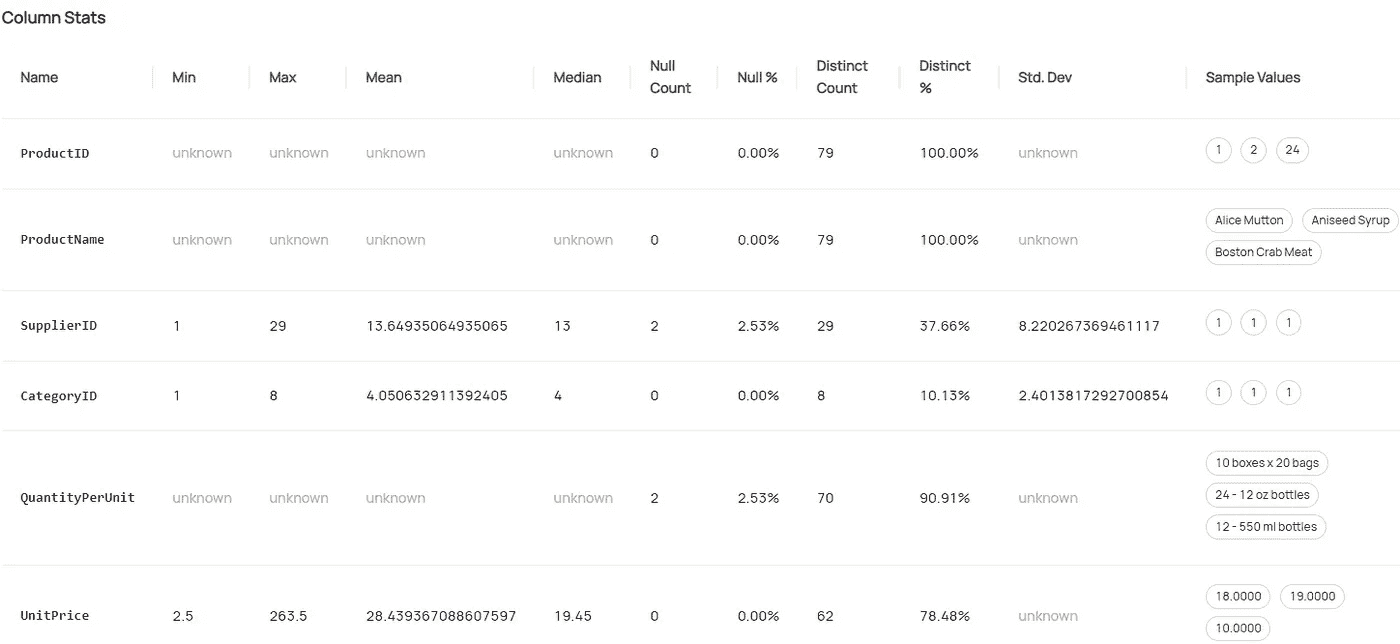 Column Stats
Name Min Max Mean Median Null Count Null % Distinct Count Distinct % Std. Dev Sample Values
ProductID unknown unknown unknown unknown 0 0.00% 79 100.00% unknown 1 2 24
ProductName unknown unknown unknown unknown 0 0.00% 79 100.00% unknown Alice Mutton Aniseed Syrup
Boston Crab Meat
SupplierID 1 29 13.64935064935065 13 2 2.53% 29 37.66% 8.220267369461117 1 1 1
CategoryID 1 8 4.050632911392405 4 0 0.00% 8 10.13% 2.4013817292700854 1 1 1
QuantityPerUnit unknown unknown unknown unknown 2 2.53% 70 90.91% unknown 10 boxes x 20 bags
24 - 12 oz bottles
12 - 550 ml botties
UnitPrice 2.5 263.5 28.439367088607597 19.45 0 0.00% 62 78.48% unknown 18.0000 19.0000
10.0000